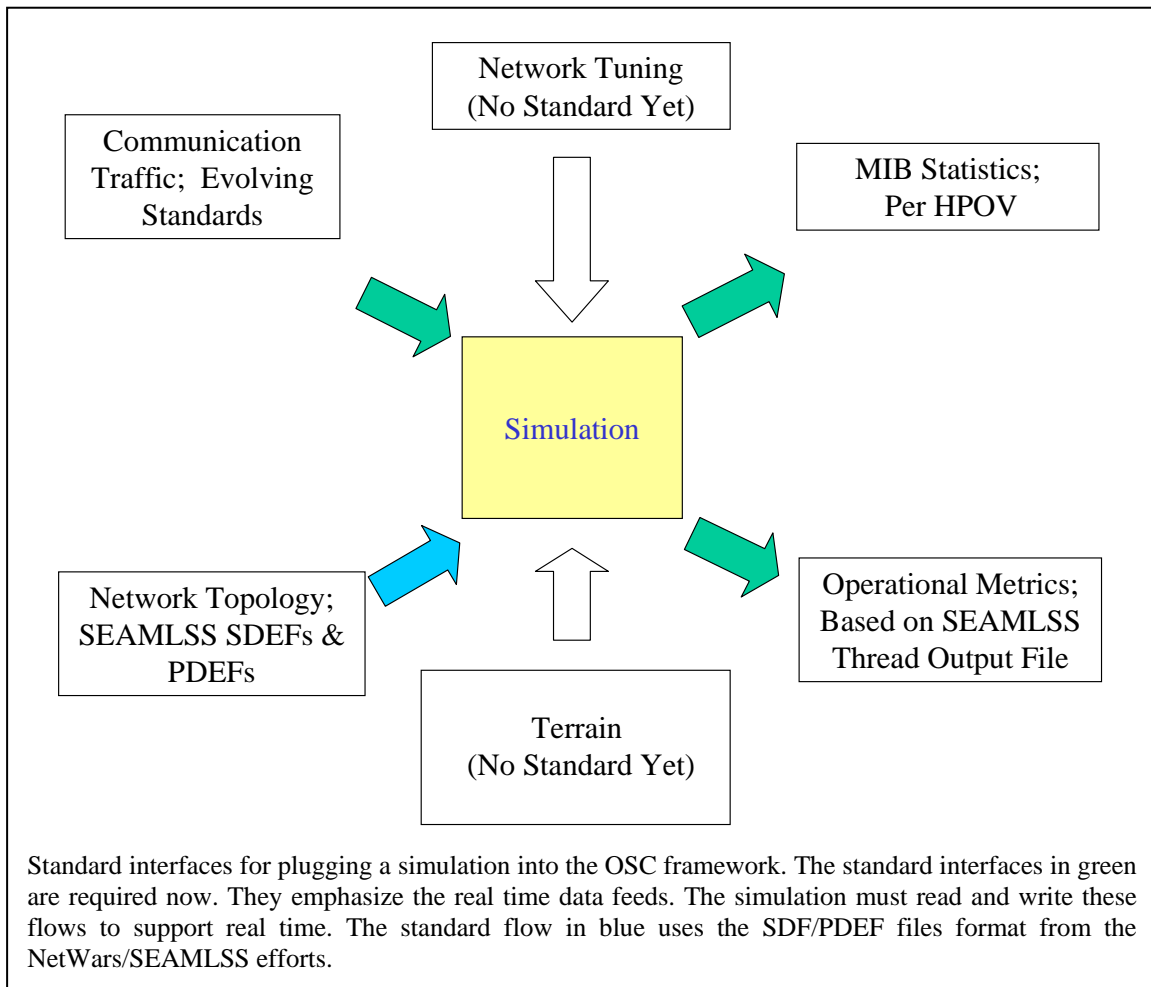 Network Tuning
(No Standard Yet)
Communication
Traffic;  Evolving
Standards
MIB Statistics;
Per HPOV
Simulation
Network Topology;
SEAMLSS SDEFs &
PDEFs
Operational Metrics;
Based on SEAMLSS
Thread Output File
Terrain
(No Standard Yet)
Standard interfaces for plugging a simulation into the OSC framework. The standard interfaces in green
are required now. They emphasize the real time data feeds. The simulation must read and write these
flows to support real time. The standard flow in blue uses the SDF/PDEF files format from the
NetWars/SEAMLSS efforts.